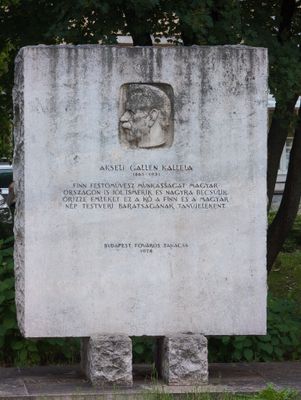 AKSELI GALLEN KALLELA
1865-1931
FINN FESTŐMŰVÉSZ MUNKÁSSÁGÁT MAGYAR
ORSZÁGON IS JÓL ISMERIK ÉS NAGYRA BECSÜLIK
ŐRIZZE EMLÉKÉT EZ A KŐ A FINN ÉS A MAGYAR
NÉP TESTVÉRI BARÁTSÁGÁNAK TANÚJELEKÉNT
BUDAPEST FŐVÁROS TANÁCSA